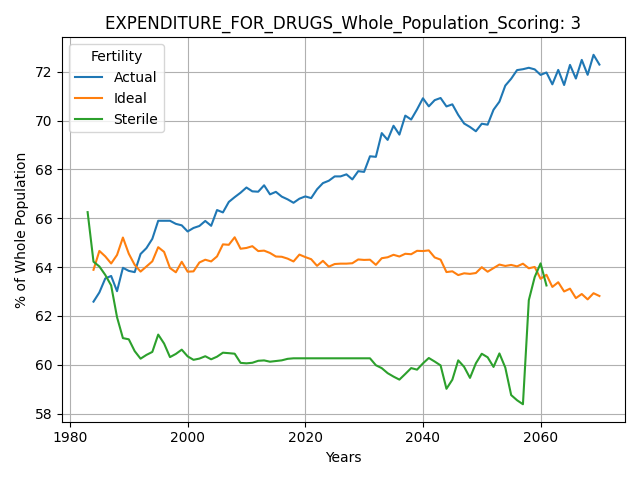 EXPENDITURE_FOR_DRUGS_Whole_Population_Scoring: 3
Fertility
Actual
Ideal
Sterile
% of Whole Population
72
70
68
66
64
62
60
58
1980
2000
2020
2040
2060
Years